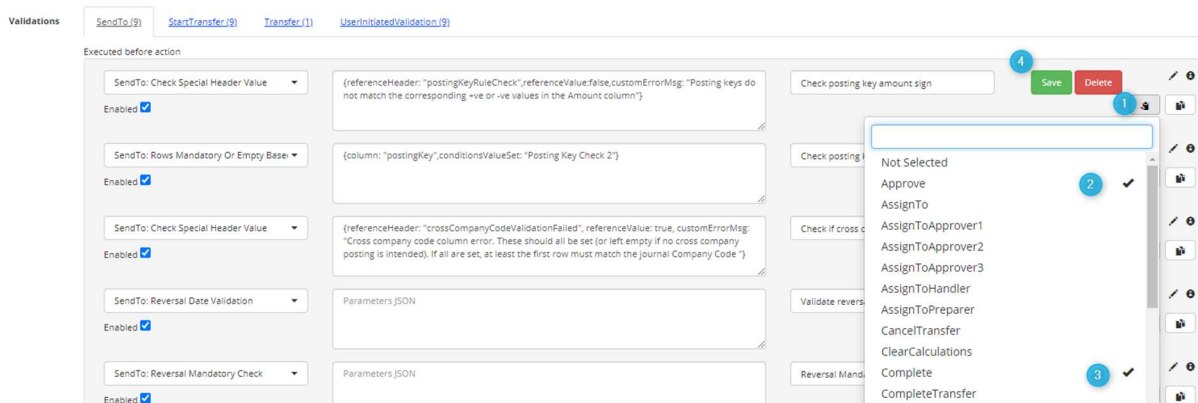 Validations
SendTo (9) StartTransfer (9) Transfer (1) UserInitiatedValidation (9)
Executed before action
4
SendTo: Check Special Header Value
{referenceHeader: "postingKeyRuleCheck",referenceValue:false,customErrorMsg: "Posting keys do
not match the corresponding +ve or -ve values in the Amount column"}
Check posting key amount sign
Save Delete
Enabled
1
SendTo: Rows Mandatory Or Empty Base
{column: "postingKey",conditionsValueSet: "Posting Key Check 2"}
Check posting
Enabled
SendTo: Check Special Header Value
{referenceHeader: "crossCompanyCodeValidationFailed", referenceValue: true, customErrorMsg:
"Cross company code column error. These should all be set (or left empty if no cross company
posting is intended). If all are set, at least the first row must match the journal Company Code "}
Check if cross
Enabled
SendTo: Reversal Date Validation
Parameters JSON
Validate revers
Enabled
SendTo: Reversal Mandatory Check
Parameters JSON
Reversal Mand
Enabled
Not Selected
Approve
2
AssignTo
AssignToApprover1
AssignToApprover2
AssignToApprover3
AssignToHandler
AssignToPreparer
CancelTransfer
ClearCalculations
Complete
3
CompleteTransfer